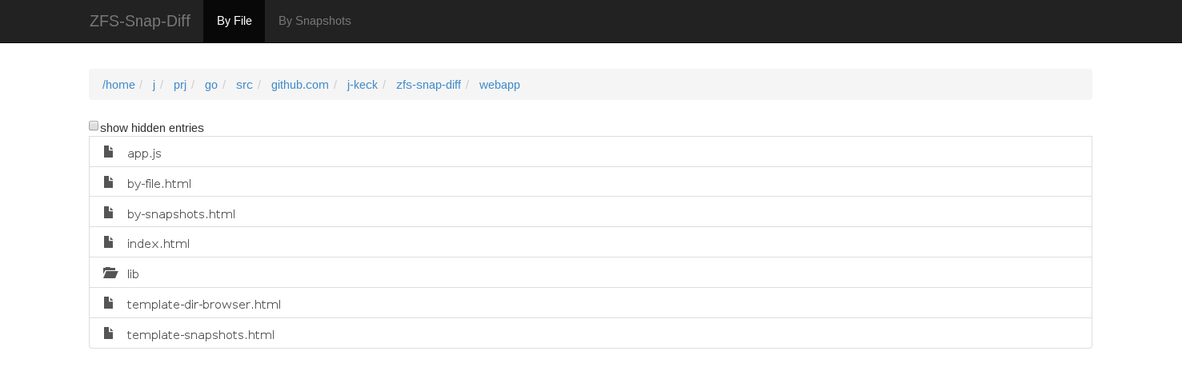 ZFS-Snap-Diff By File By Snapshots
/home / j / prj / go / src / github.com / j-keck / zfs-snap-diff / webapp
show hidden entries
app.js
by-file.html
by-snapshots.html
index.html
lib
template-dir-browser.html
template-snapshots.html